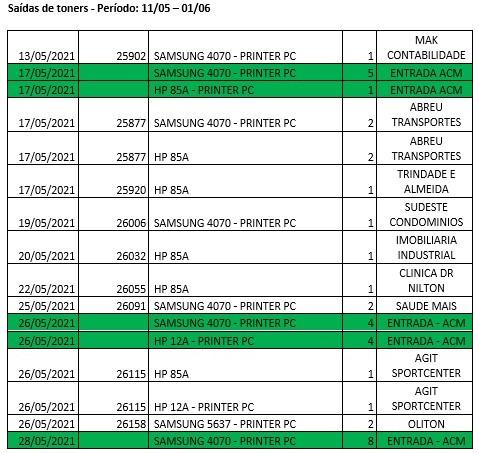 Saídas de toners - Período: 11/05 – 01/06
13/05/2021 25902 SAMSUNG 4070 - PRINTER PC 1 MAK CONTABILIDADE
17/05/2021 SAMSUNG 4070 - PRINTER PC 5 ENTRADA ACM
17/05/2021 HP 85A - PRINTER PC 1 ENTRADA ACM
17/05/2021 25877 SAMSUNG 4070 - PRINTER PC 2 ABREU TRANSPORTES
17/05/2021 25877 HP 85A 2 ABREU TRANSPORTES
17/05/2021 25920 HP 85A 1 TRINDADE E ALMEIDA
19/05/2021 26006 SAMSUNG 4070 - PRINTER PC 1 SUDESTE CONDOMINIOS
20/05/2021 26032 HP 85A 1 IMOBILIARIA INDUSTRIAL
22/05/2021 26055 HP 85A 1 CLINICA DR NILTON
25/05/2021 26091 SAMSUNG 4070 - PRINTER PC 2 SAUDE MAIS
26/05/2021 SAMSUNG 4070 - PRINTER PC 4 ENTRADA - ACM
26/05/2021 HP 12A - PRINTER PC 4 ENTRADA - ACM
26/05/2021 26115 HP 85A 1 AGIT SPORTCENTER
26/05/2021 26115 HP 12A - PRINTER PC 1 AGIT SPORTCENTER
26/05/2021 26158 SAMSUNG 5637 - PRINTER PC 2 OLITON
28/05/2021 SAMSUNG 4070 - PRINTER PC 8 ENTRADA - ACM